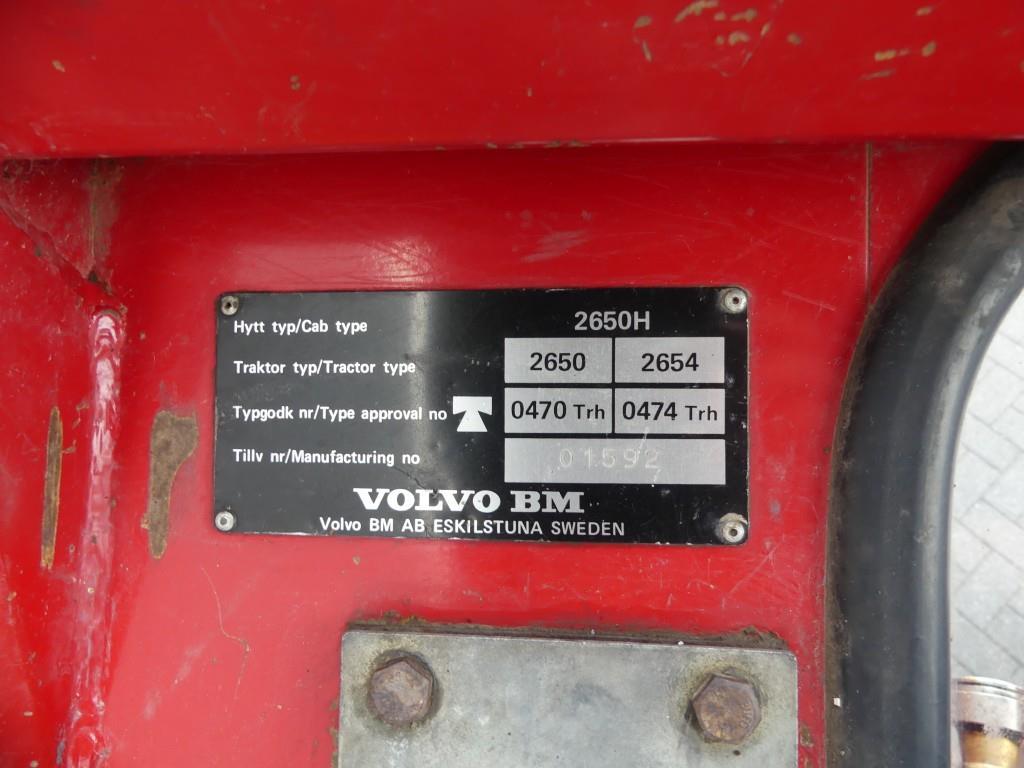 Hytt typ/Cab type 2650H
Traktor typ/Tractor type 2650 2654
Typgodk nr/Type approval no 0470 Trh 0474 Trh
Tillv nr/Manufacturing no 01592
VOLVO BM
Volvo BM AB ESKILSTUNA SWEDEN